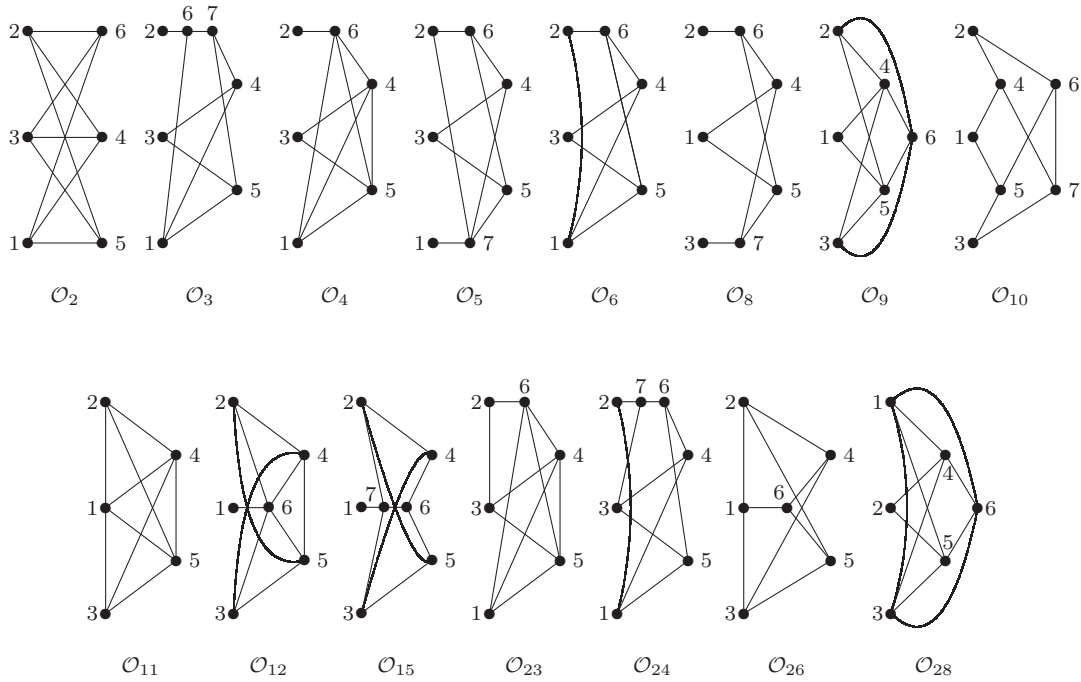 2 6 3 4 1 5
2 6 7 4 3 5 1
2 6 4 3 5 1
2 6 4 3 5 1 7
2 6 4 3 5 1
2 6 4 1 5 3 7
2 4 1 6 5 3
2 4 6 1 5 7 3
O2 O3 O4 O5 O6 O8 O9 O10
2 4 1 5 3
2 4 1 6 5 3
2 4 1 7 6 5 3
2 6 4 3 5 1
2 7 6 4 3 5 1
2 4 1 6 5 3
1 4 2 6 5 3
O11 O12 O15 O23 O24 O26 O28